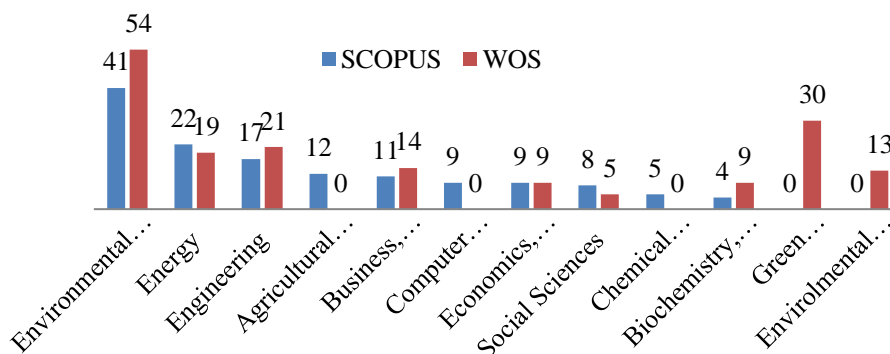 54
41
SCOPUS WOS
30
22 19 17 21
12 11 14 13
9 9 9 8 9
5 5 4
0 0 0 0 0
Environmental…
Energy
Engineering
Agricultural…
Business,…
Computer…
Economics,…
Social Sciences
Chemical…
Biochemistry,…
Green…
Envirolmental…